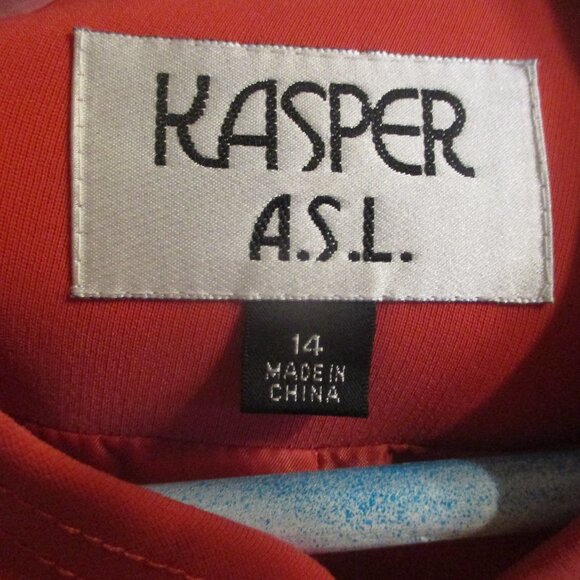 KASPER
A.S.L.
14
MADE IN
CHINA